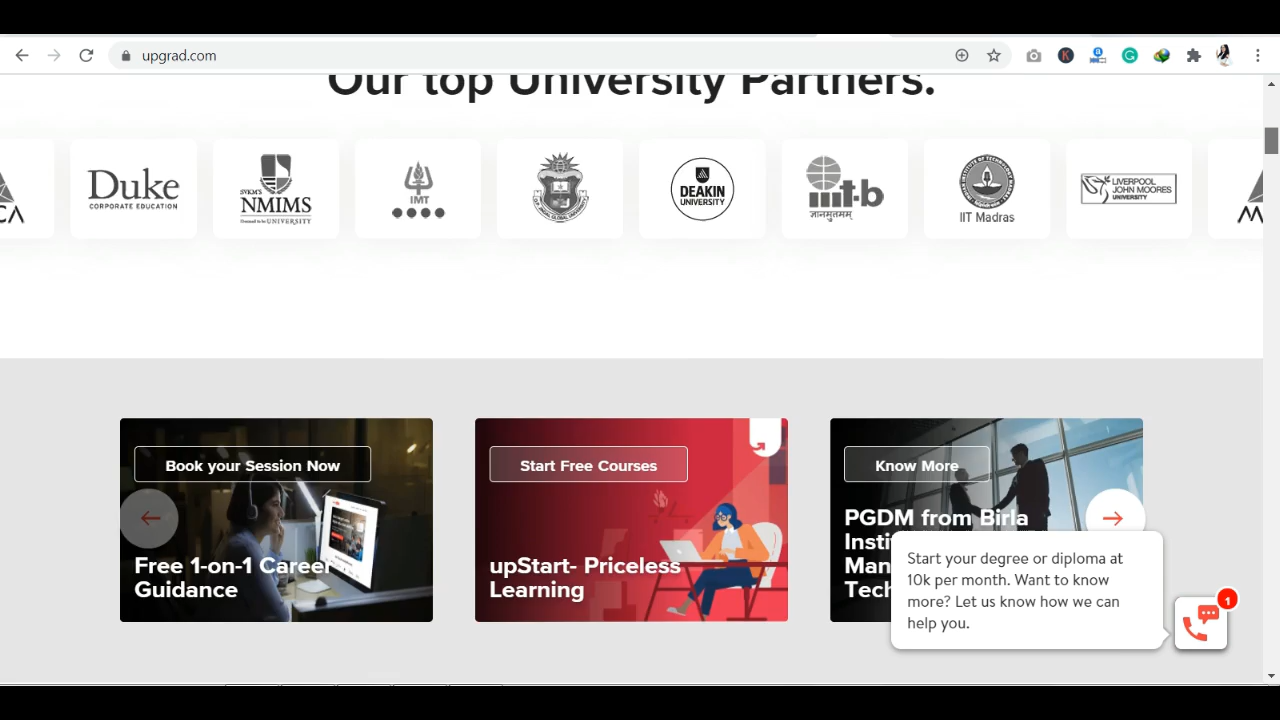 upgrad.com
Our top University Partners.
CA
Duke
CORPORATE EDUCATION
SVKM'S
NMIMS
UNIVERSITY
IMT
DEAKIN
UNIVERSITY
iiit-b
ज्ञानमुत्तमम्
IIT Madras
LIVERPOOL
JOHN MOORES
UNIVERSITY
M
Book your Session Now
Free 1-on-1 Career
Guidance
Start Free Courses
upStart- Priceless
Learning
Know More
PGDM from Birla
Insti
Man
Tech
Start your degree or diploma at
10k per month. Want to know
more? Let us know how we can
help you.
1